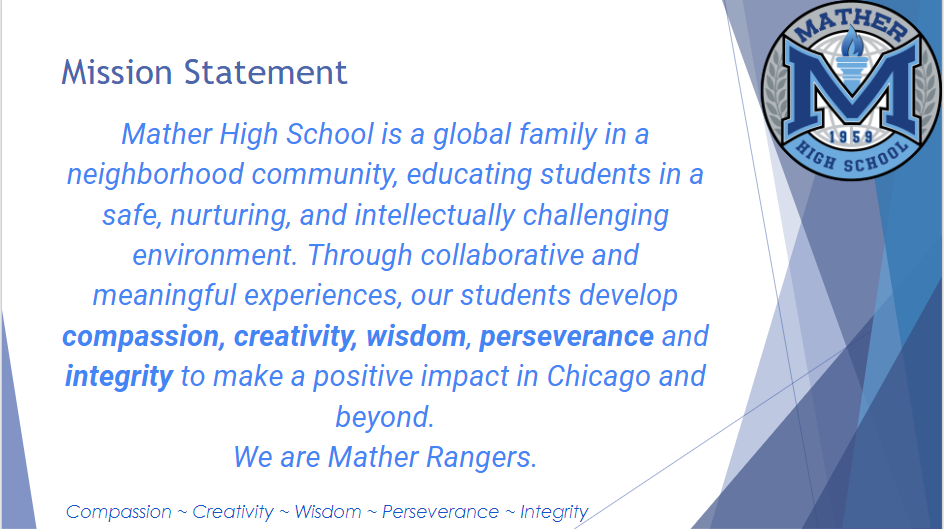 MATHER
1959
HIGH SCHOOL
Mission Statement
Mather High School is a global family in a
neighborhood community, educating students in a
safe, nurturing, and intellectually challenging
environment. Through collaborative and
meaningful experiences, our students develop
compassion, creativity, wisdom, perseverance and
integrity to make a positive impact in Chicago and
beyond.
We are Mather Rangers.
Compassion ~ Creativity ~ Wisdom ~ Perseverance ~ Integrity